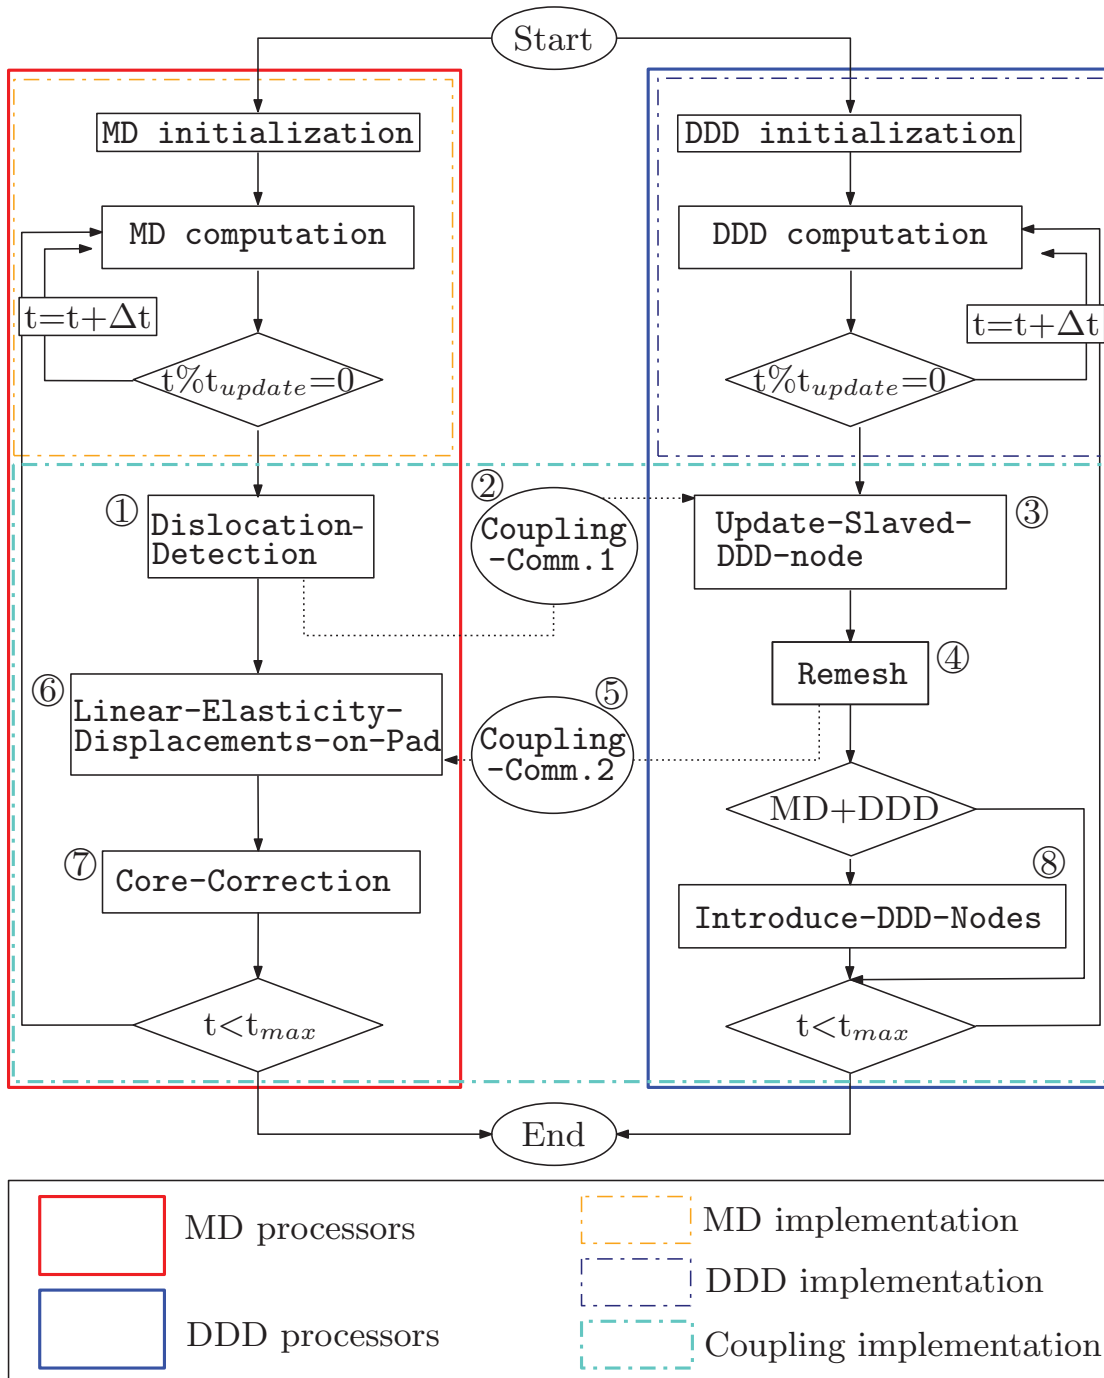 Start
MD initialization
DDD initialization
MD computation
DDD computation
t=t+Δt
t=t+Δt
t%t_update=0
t%t_update=0
①
Dislocation-
Detection
②
Coupling
-Comm.1
Update-Slaved-
DDD-node
③
Remesh
④
⑥
Linear-Elasticity-
Displacements-on-Pad
⑤
Coupling
-Comm.2
MD+DDD
⑦
Core-Correction
⑧
Introduce-DDD-Nodes
t<t_max
t<t_max
End
MD processors
MD implementation
DDD implementation
DDD processors
Coupling implementation